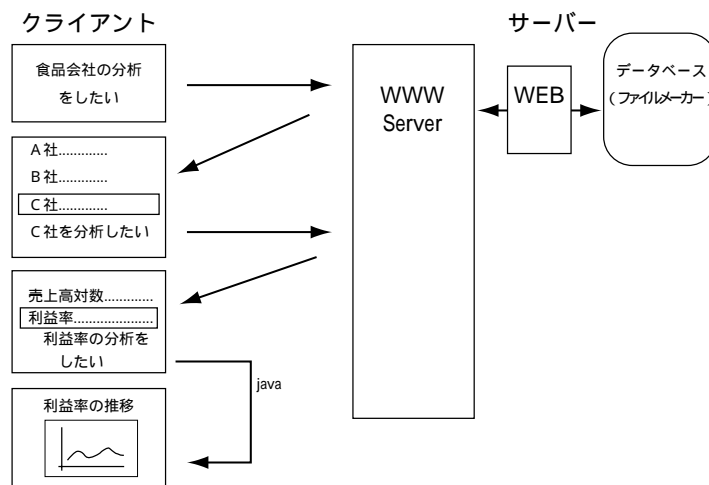 クライアント
サーバー
食品会社の分析
をしたい
WWW
Server
WEB
データベース
(ファイルメーカー)
A社............
B社............
C社............
C社を分析したい
売上高対数.............
利益率.....................
利益率の分析を
したい
java
利益率の推移